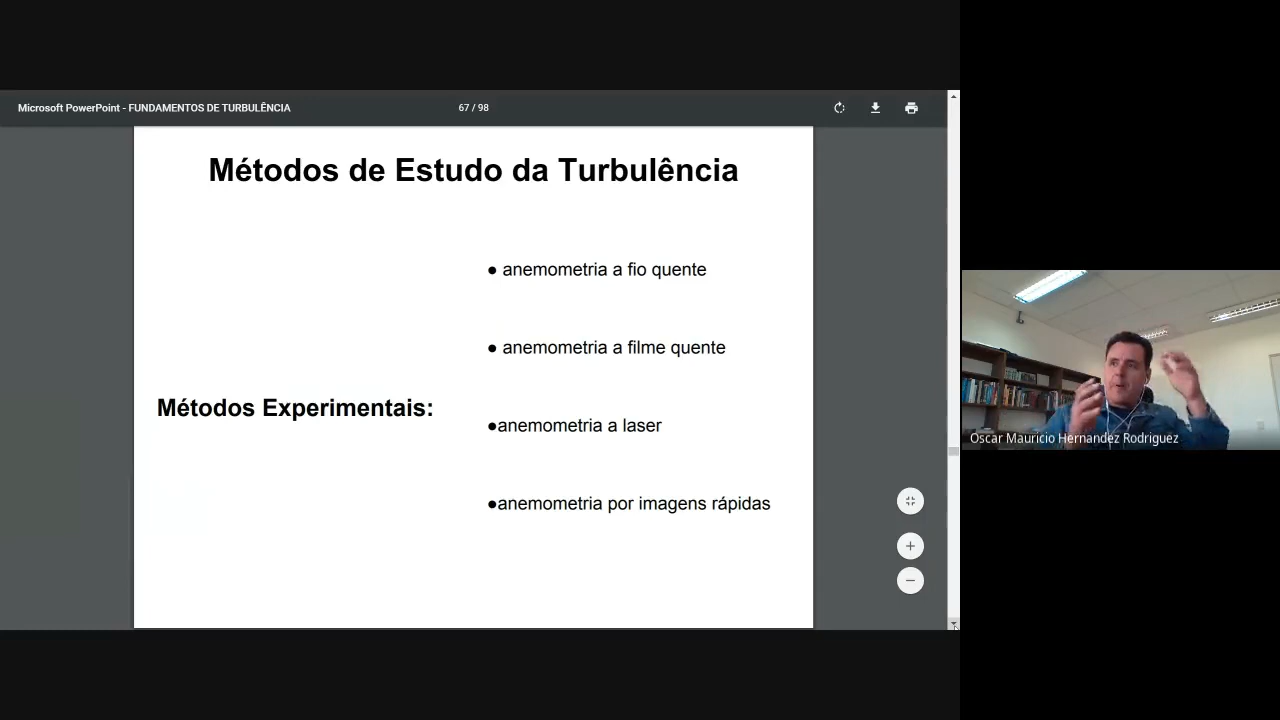 Microsoft PowerPoint - FUNDAMENTOS DE TURBULÊNCIA
67 / 98
Métodos de Estudo da Turbulência
● anemometria a fio quente
● anemometria a filme quente
Métodos Experimentais:
●anemometria a laser
●anemometria por imagens rápidas
Oscar Mauricio Hernandez Rodriguez